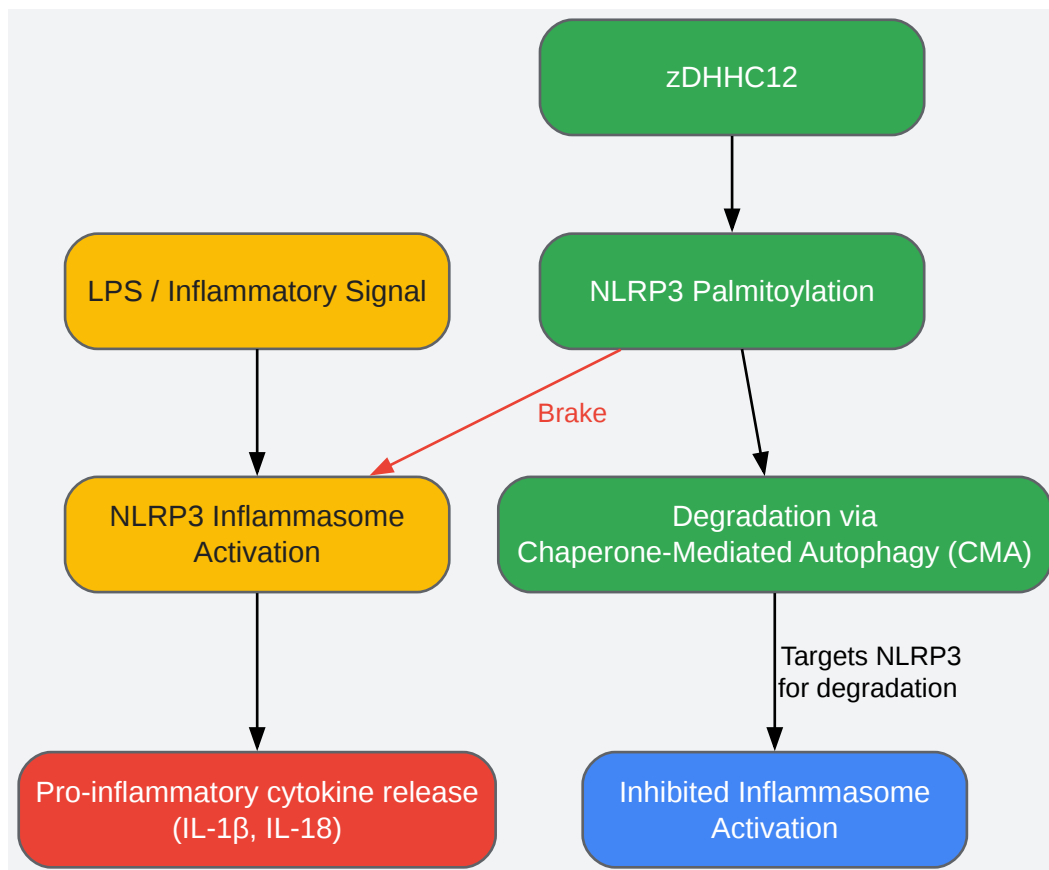 zDHHC12
LPS / Inflammatory Signal
NLRP3 Palmitoylation
Brake
NLRP3 Inflammasome
Activation
Degradation via
Chaperone-Mediated Autophagy (CMA)
Targets NLRP3
for degradation
Pro-inflammatory cytokine release
(IL-1β, IL-18)
Inhibited Inflammasome
Activation